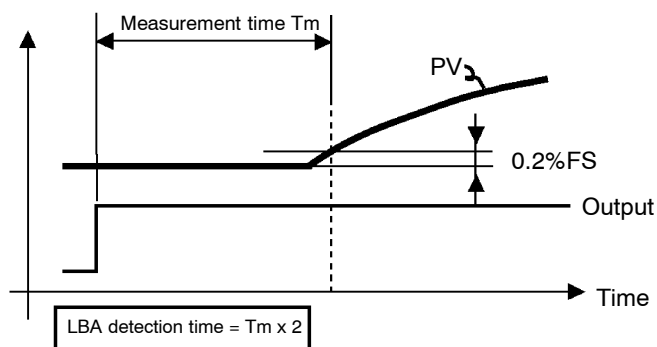 Measurement time Tm
PV
0.2%FS
Output
Time
LBA detection time = Tm x 2